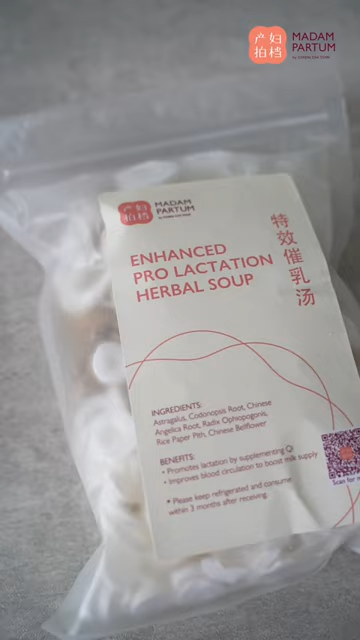 产妇
拍档
MADAM
PARTUM
产妇
拍档
MADAM
PARTUM
特效催乳汤
ENHANCED
PRO LACTATION
HERBAL SOUP
INGREDIENTS:
Astragalus, Codonopsis Root, Chinese
Angelica Root, Radix Ophiopogonis,
Rice Paper Pith, Chinese Bellflower
BENEFITS:
• Promotes lactation by supplementing Qi
• Improves blood circulation to boost milk supply
* Please keep refrigerated and consume
within 3 months after receiving.
Scan for